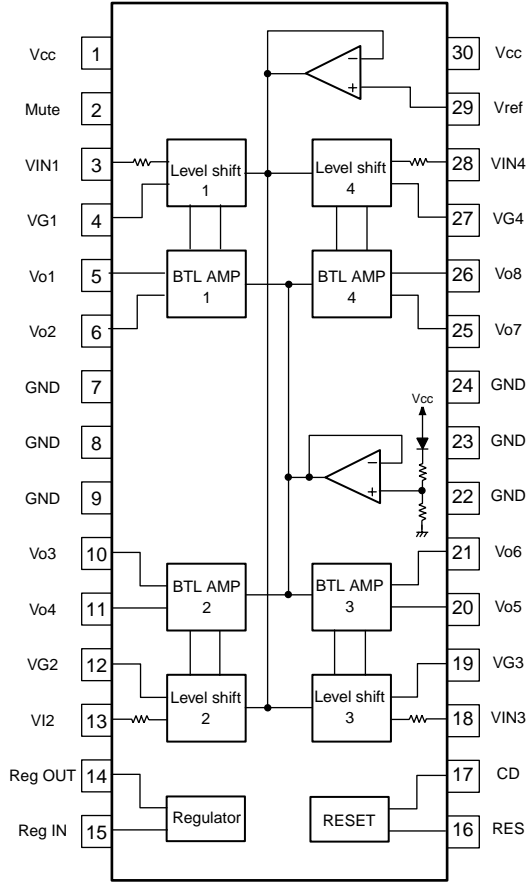 Vcc 1
Mute 2
VIN1 3
VG1 4
Vo1 5
Vo2 6
GND 7
GND 8
GND 9
Vo3 10
Vo4 11
VG2 12
VI2 13
Reg OUT 14
Reg IN 15
Level shift
1
BTL AMP
1
BTL AMP
2
Level shift
2
Regulator
−
+
Level shift
4
BTL AMP
4
Vcc
−
+
BTL AMP
3
Level shift
3
RESET
30 Vcc
29 Vref
28 VIN4
27 VG4
26 Vo8
25 Vo7
24 GND
23 GND
22 GND
21 Vo6
20 Vo5
19 VG3
18 VIN3
17 CD
16 RES